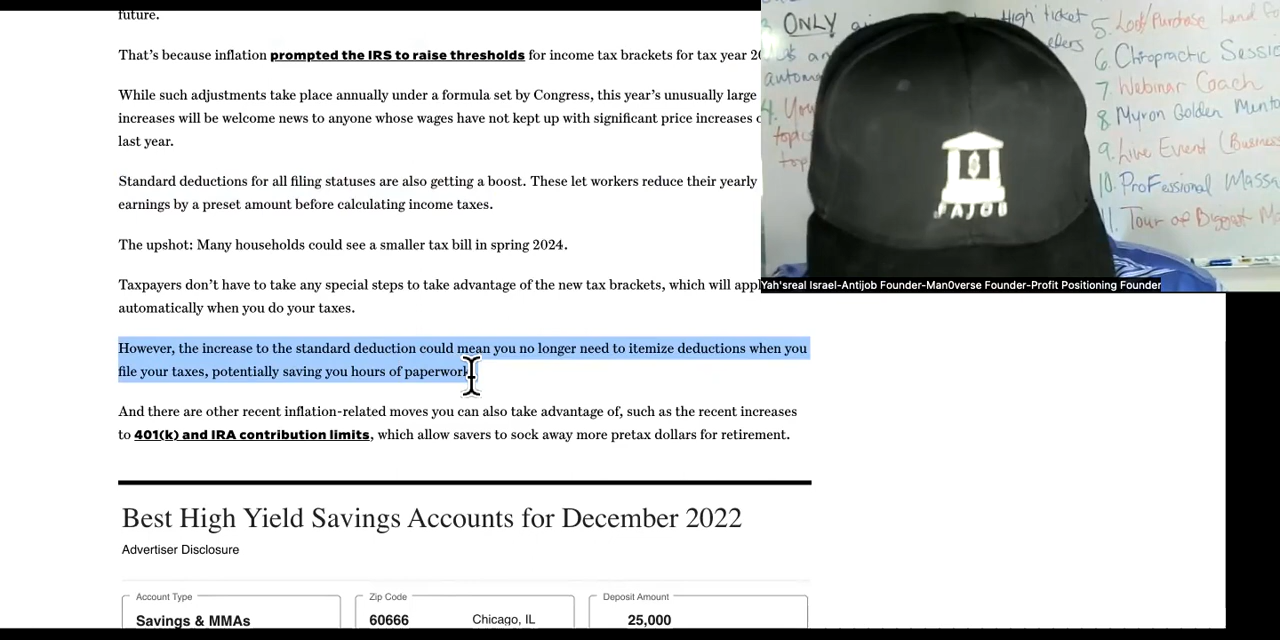 future.
That's because inflation prompted the IRS to raise thresholds for income tax brackets for tax year
While such adjustments take place annually under a formula set by Congress, this year's unusually large
increases will be welcome news to anyone whose wages have not kept up with significant price increases
last year.
Standard deductions for all filing statuses are also getting a boost. These let workers reduce their yearly
earnings by a preset amount before calculating income taxes.
The upshot: Many households could see a smaller tax bill in spring 2024.
Taxpayers don't have to take any special steps to take advantage of the new tax brackets, which will
automatically when you do your taxes.
However, the increase to the standard deduction could mean you no longer need to itemize deductions when you
file your taxes, potentially saving you hours of paperwork
And there are other recent inflation-related moves you can also take advantage of, such as the recent increases
to 401(k) and IRA contribution limits, which allow savers to sock away more pretax dollars for retirement.
Best High Yield Savings Accounts for December 2022
Advertiser Disclosure
Account Type
Savings & MMAs
Zip Code
60666 Chicago, IL
Deposit Amount
25,000
3. ONLY
High ticket
4. You
5. Look/Purchase Land
6. Chiropractic
7. Webinar Coach
8. Myron Golden
9. Live Event
10. Professional
11. Tour of Biggest
$
Yah'sreal Israel-Antijob Founder-Man0verse Founder-Profit Positioning Founder